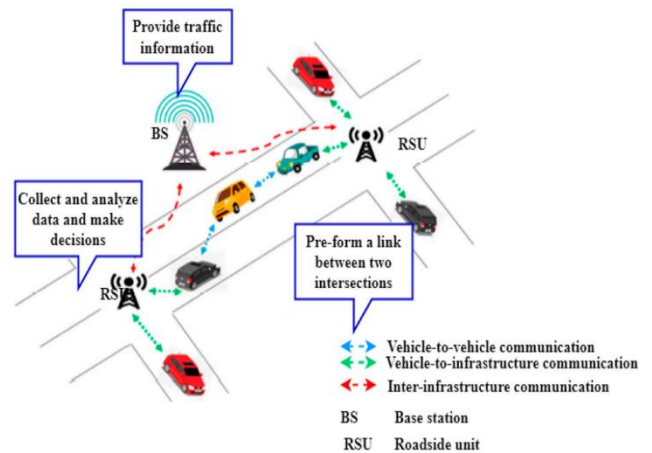 Provide traffic
information
BS
RSU
Collect and analyze
data and make
decisions
RSU
Pre-form a link
between two
intersections
Vehicle-to-vehicle communication
Vehicle-to-infrastructure communication
Inter-infrastructure communication
BS Base station
RSU Roadside unit